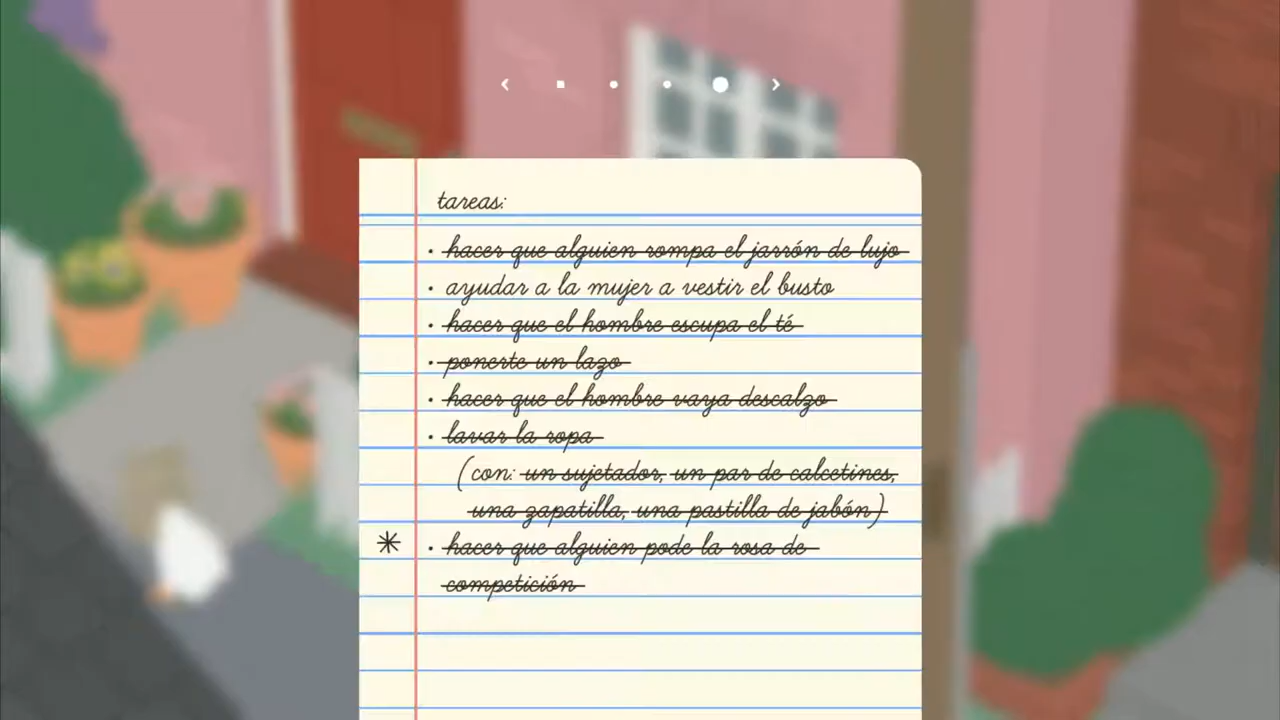 tareas:
· hacer que alguien rompa el jarrón de lujo
· ayudar a la mujer a vestir el busto
· hacer que el hombre escupa el té
· ponerte un lazo
· hacer que el hombre vaya descalzo
· lavar la ropa
(con: un sujetador, un par de calcetines,
una zapatilla, una pastilla de jabón)
· hacer que alguien pode la rosa de
competición